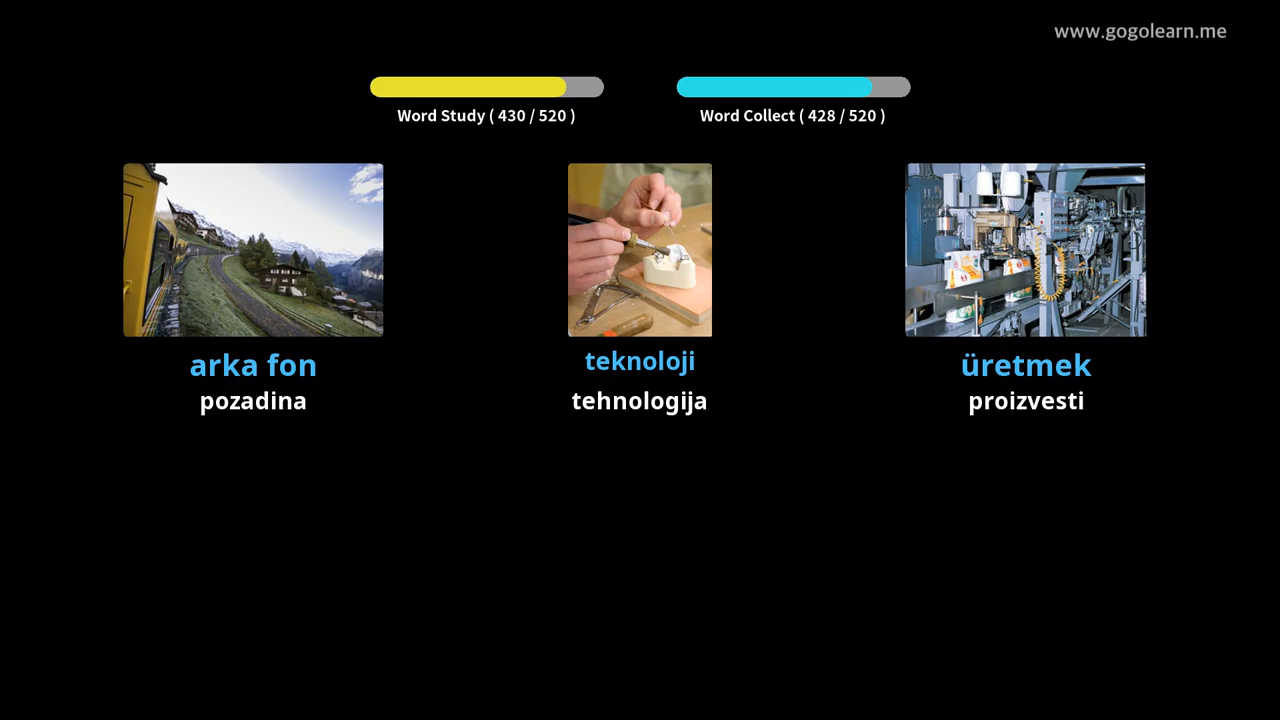 www.gogolearn.me
Word Study ( 430 / 520 )
Word Collect ( 428 / 520 )
arka fon
pozadina
teknoloji
tehnologija
üretmek
proizvesti